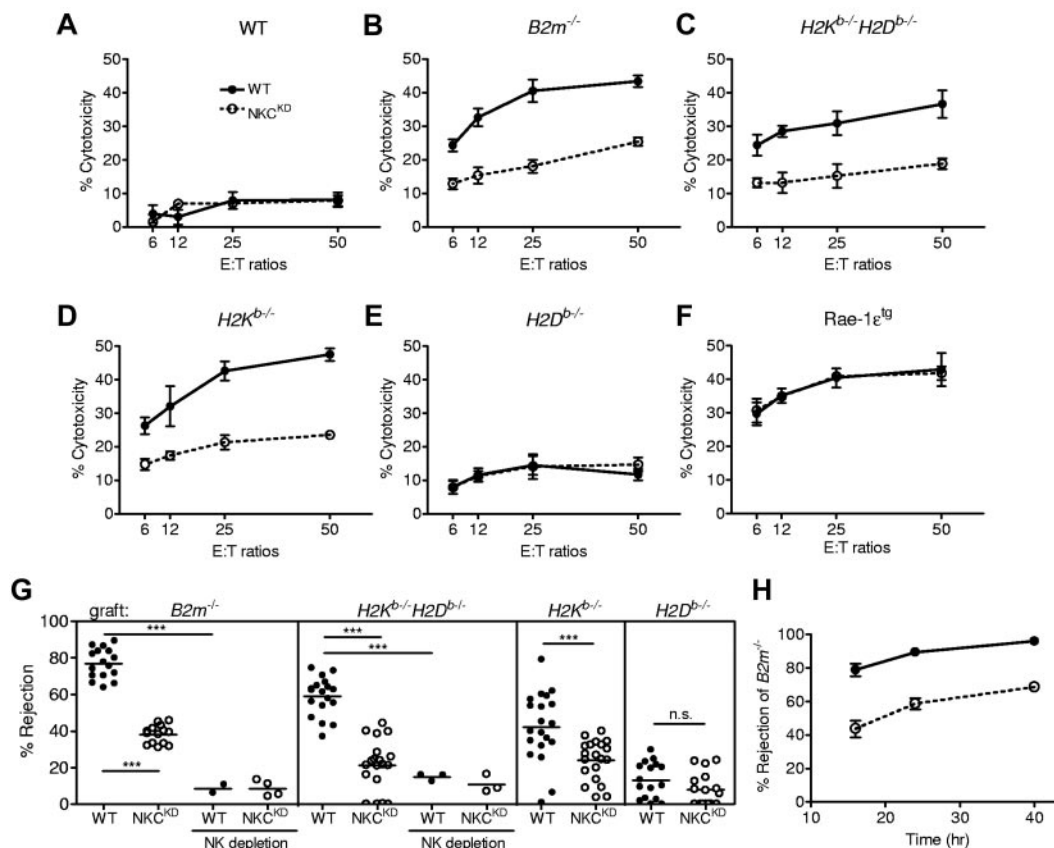 A WT
% Cytotoxicity
50
40
30
20
10
0
WT
NKC^KD
6 12 25 50
E:T ratios
B B2m^-/-
% Cytotoxicity
50
40
30
20
10
0
6 12 25 50
E:T ratios
C H2K^b-/-H2D^b-/-
% Cytotoxicity
50
40
30
20
10
0
6 12 25 50
E:T ratios
D H2K^b-/-
% Cytotoxicity
50
40
30
20
10
0
6 12 25 50
E:T ratios
E H2D^b-/-
% Cytotoxicity
50
40
30
20
10
0
6 12 25 50
E:T ratios
F Rae-1ε^tg
% Cytotoxicity
50
40
30
20
10
0
6 12 25 50
E:T ratios
G
graft: B2m^-/- H2K^b-/-H2D^b-/- H2K^b-/- H2D^b-/-
% Rejection
100
80
60
40
20
0
***
***
***
***
***
n.s.
WT NKC^KD WT NKC^KD WT NKC^KD WT NKC^KD WT NKC^KD WT NKC^KD
NK depletion NK depletion
H
% Rejection of B2m^-/-
100
80
60
40
20
0
20 30 40
Time (hr)